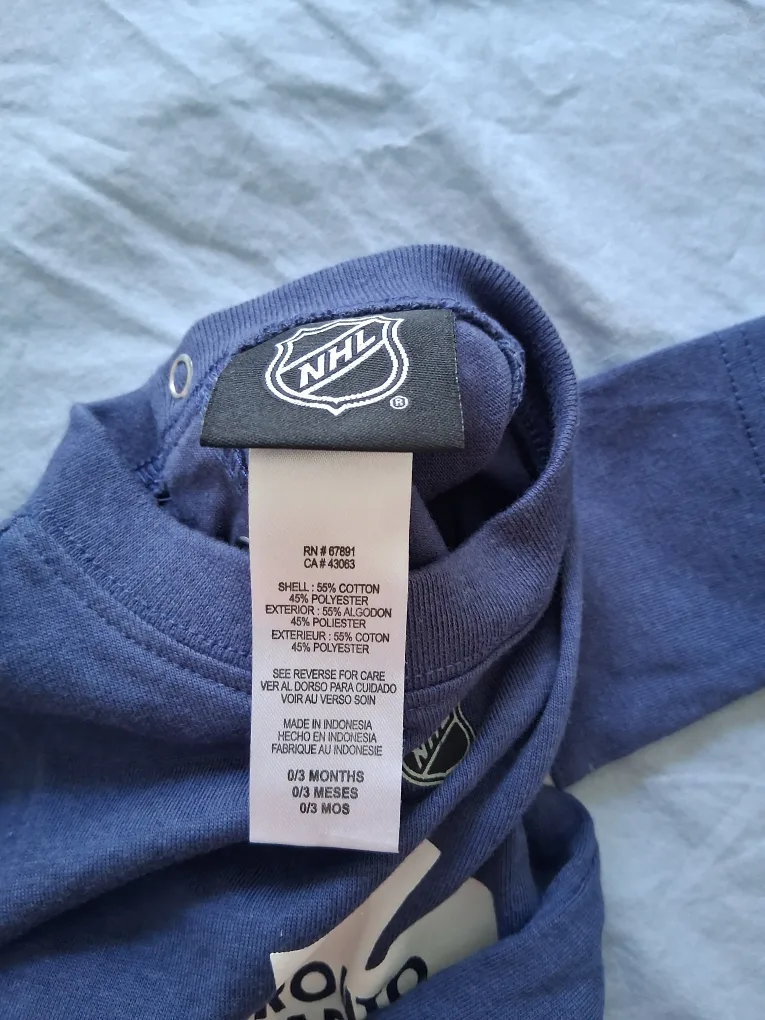 NHL
®
RN # 67891
CA # 43063
SHELL : 55% COTTON
45% POLYESTER
EXTERIOR : 55% ALGODON
45% POLIESTER
EXTERIEUR : 55% COTON
45% POLYESTER
SEE REVERSE FOR CARE
VER AL DORSO PARA CUIDADO
VOIR AU VERSO SOIN
MADE IN INDONESIA
HECHO EN INDONESIA
FABRIQUE AU INDONESIE
0/3 MONTHS
0/3 MESES
0/3 MOS
NHL